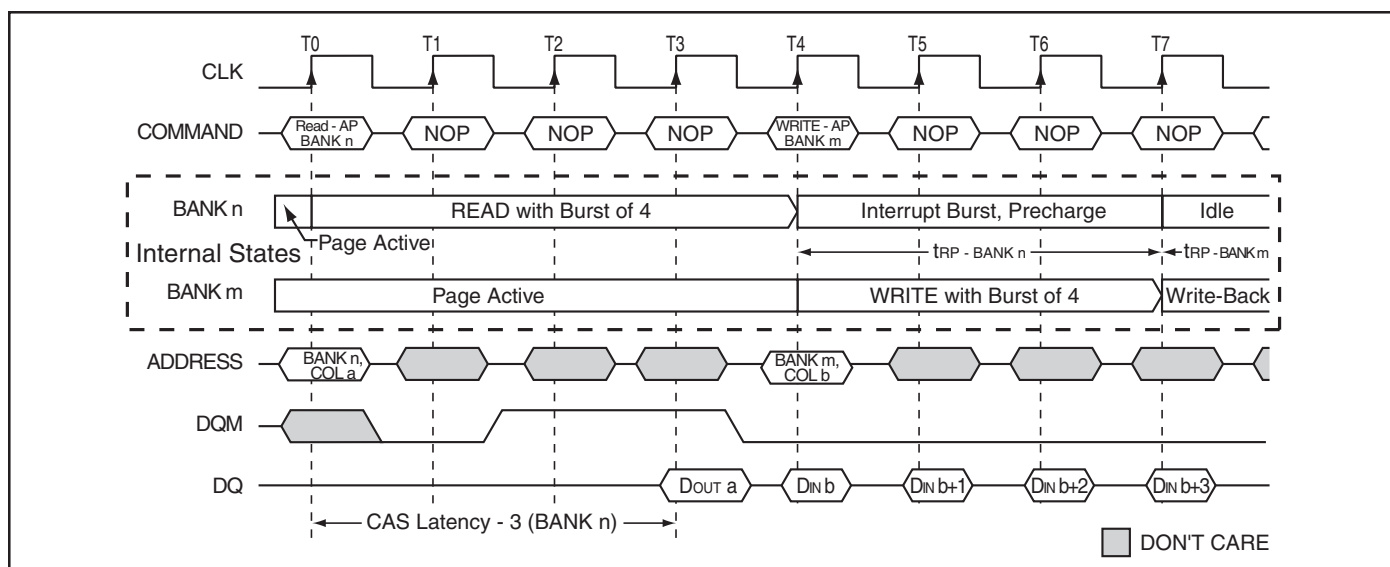 T0 T1 T2 T3 T4 T5 T6 T7
CLK
COMMAND Read - AP BANK n NOP NOP NOP WRITE - AP BANK m NOP NOP NOP
BANK n READ with Burst of 4 Interrupt Burst, Precharge Idle
Page Active tRP - BANK n tRP - BANK m
Internal States
BANK m Page Active WRITE with Burst of 4 Write-Back
ADDRESS BANK n, COL a BANK m, COL b
DQM
DQ DOUT a DIN b DIN b+1 DIN b+2 DIN b+3
CAS Latency - 3 (BANK n)
DON'T CARE